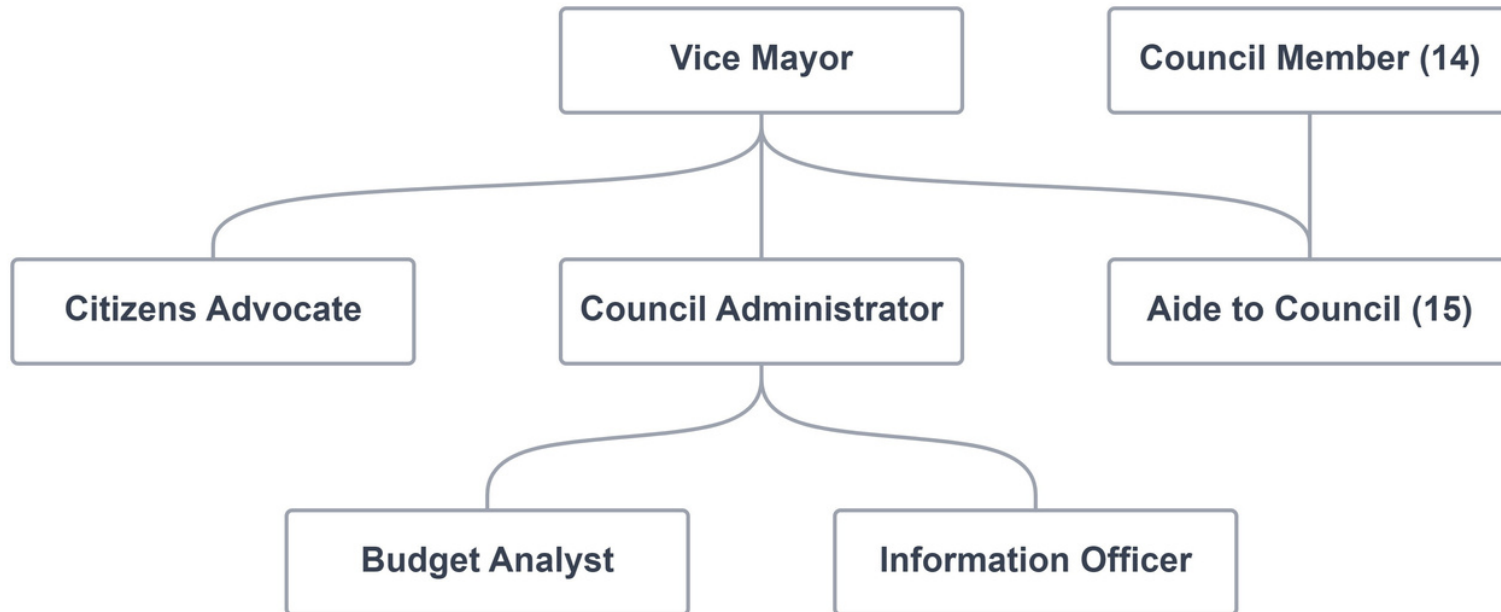 Vice Mayor
Council Member (14)
Citizens Advocate
Council Administrator
Aide to Council (15)
Budget Analyst
Information Officer